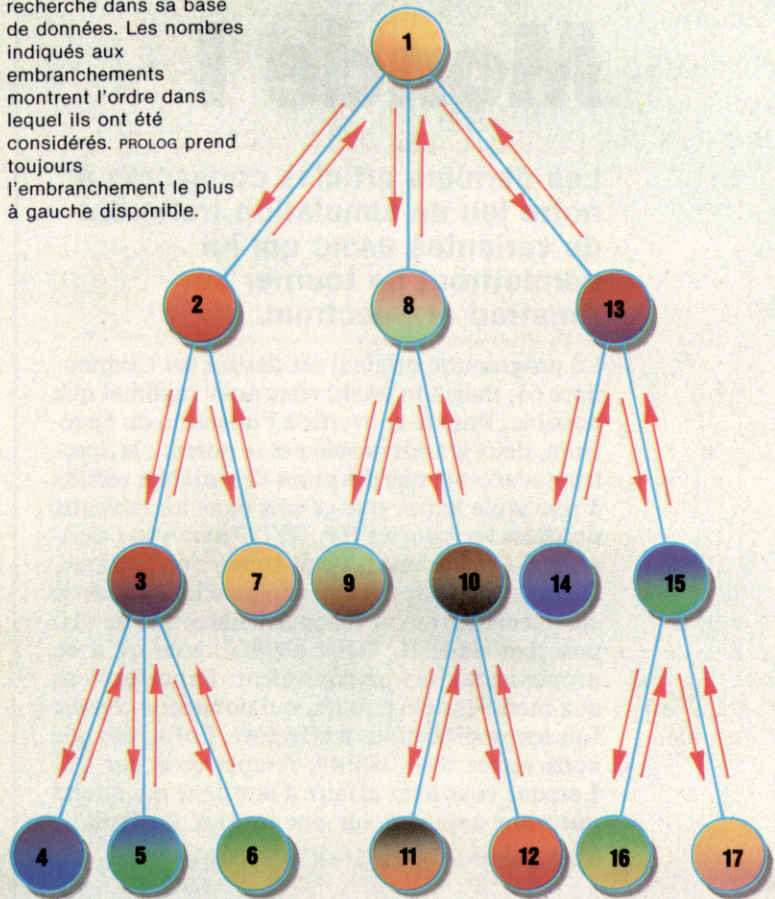 recherche dans sa base
de données. Les nombres
indiqués aux
embranchements
montrent l'ordre dans
lequel ils ont été
considérés. PROLOG prend
toujours
l'embranchement le plus
à gauche disponible.
1
2
8
13
3
7
9
10
14
15
4
5
6
11
12
16
17